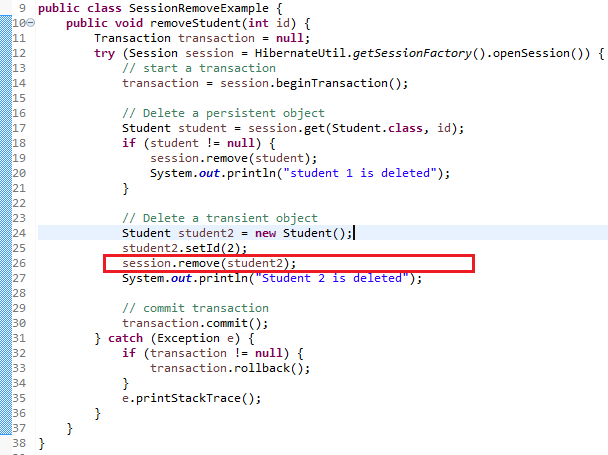 9 public class SessionRemoveExample {
10 public void removeStudent(int id) {
11 Transaction transaction = null;
12 try (Session session = HibernateUtil.getSessionFactory().openSession()) {
13 // start a transaction
14 transaction = session.beginTransaction();
15
16 // Delete a persistent object
17 Student student = session.get(Student.class, id);
18 if (student != null) {
19 session.remove(student);
20 System.out.println("student 1 is deleted");
21 }
22
23 // Delete a transient object
24 Student student2 = new Student();
25 student2.setId(2);
26 session.remove(student2);
27 System.out.println("Student 2 is deleted");
28
29 // commit transaction
30 transaction.commit();
31 } catch (Exception e) {
32 if (transaction != null) {
33 transaction.rollback();
34 }
35 e.printStackTrace();
36 }
37 }
38 }